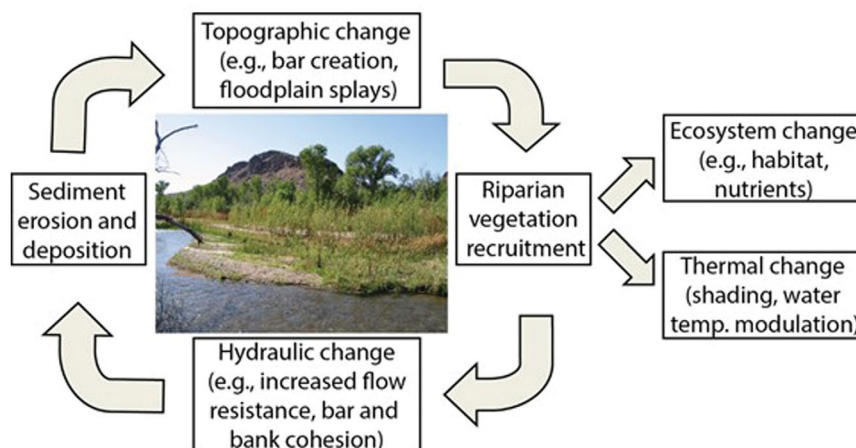 Topographic change
(e.g., bar creation,
floodplain splays)
Sediment
erosion and
deposition
Riparian
vegetation
recruitment
Ecosystem change
(e.g., habitat,
nutrients)
Thermal change
(shading, water
temp. modulation)
Hydraulic change
(e.g., increased flow
resistance, bar and
bank cohesion)